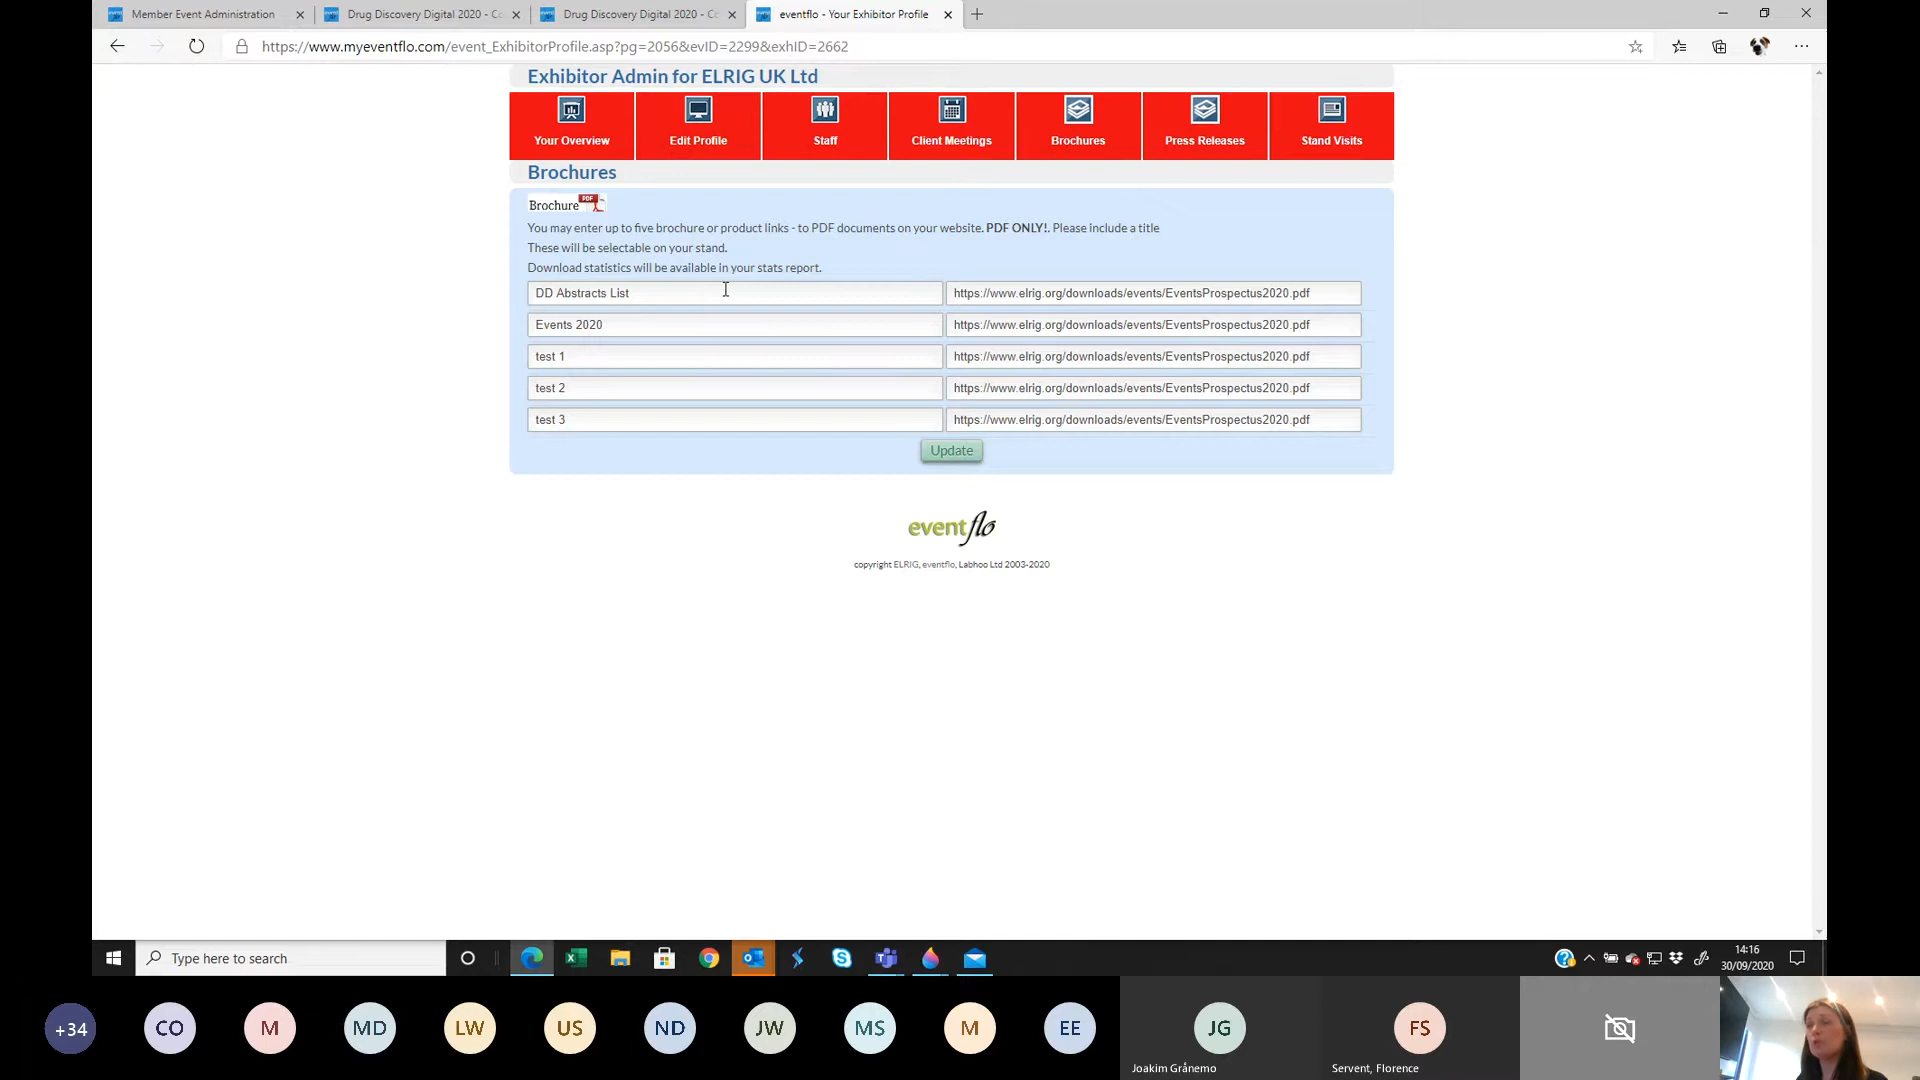 Member Event Administration
Drug Discovery Digital 2020 - Co
Drug Discovery Digital 2020 - Co
eventflo - Your Exhibitor Profile
https://www.myeventflo.com/event_ExhibitorProfile.asp?pg=2056&evID=2299&exhID=2662
Exhibitor Admin for ELRIG UK Ltd
Your Overview
Edit Profile
Staff
Client Meetings
Brochures
Press Releases
Stand Visits
Brochures
Brochure PDF
You may enter up to five brochure or product links - to PDF documents on your website. PDF ONLY!. Please include a title
These will be selectable on your stand.
Download statistics will be available in your stats report.
DD Abstracts List https://www.elrig.org/downloads/events/EventsProspectus2020.pdf
Events 2020 https://www.elrig.org/downloads/events/EventsProspectus2020.pdf
test 1 https://www.elrig.org/downloads/events/EventsProspectus2020.pdf
test 2 https://www.elrig.org/downloads/events/EventsProspectus2020.pdf
test 3 https://www.elrig.org/downloads/events/EventsProspectus2020.pdf
Update
eventflo
copyright ELRIG, eventflo, Labhoo Ltd 2003-2020
Type here to search
14:16
30/09/2020
+34
CO
M
MD
LW
US
ND
JW
MS
M
EE
JG
FS
Joakim Grånemo
Servent, Florence